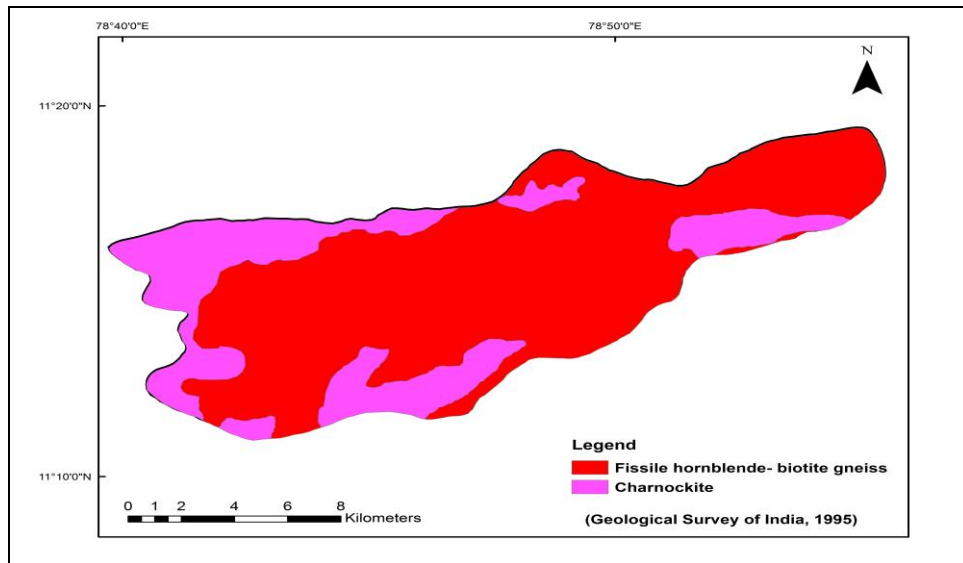 78°40'0"E 78°50'0"E
N
11°20'0"N
11°10'0"N
Legend
Fissile hornblende- biotite gneiss
Charnockite
0 1 2 4 6 8
Kilometers
(Geological Survey of India, 1995)